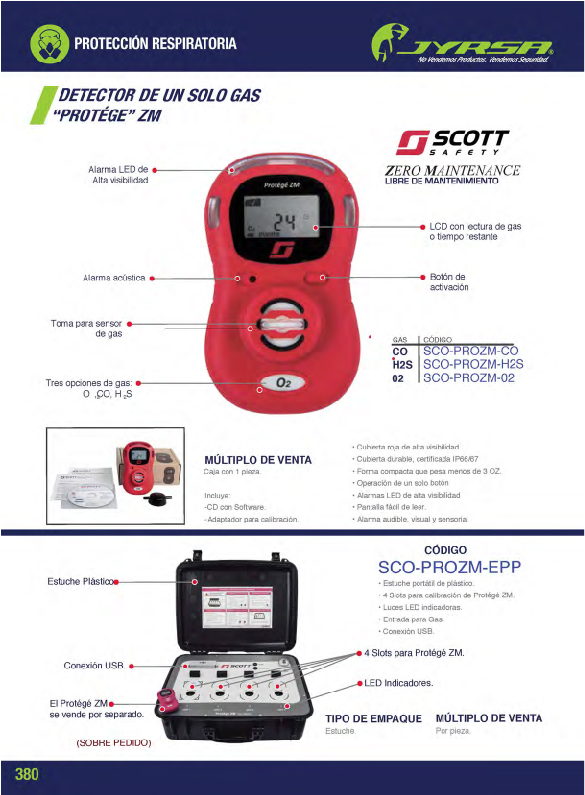 PROTECCIÓN RESPIRATORIA
JYRSA®
No Vendemos Productos. Vendemos Seguridad.
DETECTOR DE UN SOLO GAS
“PROTÉGE” ZM
SCOTT
SAFETY
ZERO MAINTENANCE
LIBRE DE MANTENIMIENTO
Alarma LED de
Alta visibilidad
Protégé ZM
24
LCD con lectura de gas
o tiempo restante
Alarma acústica
Botón de
activación
Toma para sensor
de gas
GAS CÓDIGO
CO SCO-PROZM-CO
H2S SCO-PROZM-H2S
02 SCO-PROZM-02
Tres opciones de gas:
O2, CO, H2S
O2
MÚLTIPLO DE VENTA
Caja con 1 pieza.
Incluye:
-CD con Software.
-Adaptador para calibración.
• Cubierta roja de alta visibilidad
• Cubierta durable, certificada IP66/67
• Forma compacta que pesa menos de 3 OZ.
• Operación de un solo botón
• Alarmas LED de alta visibilidad
• Pantalla fácil de leer.
• Alarma audible, visual y sensoria
CÓDIGO
SCO-PROZM-EPP
• Estuche portátil de plástico.
· 4 Slots para calibración de Protégé ZM.
• Luces LED indicadoras.
· Entrada para Gas.
• Conexión USB.
Estuche Plástico
Conexión USB
SCOTT
4 Slots para Protégé ZM.
LED Indicadores.
El Protégé ZM
se vende por separado.
Protégé ZM
(SOBRE PEDIDO)
TIPO DE EMPAQUE MÚLTIPLO DE VENTA
Estuche. Por pieza.
380